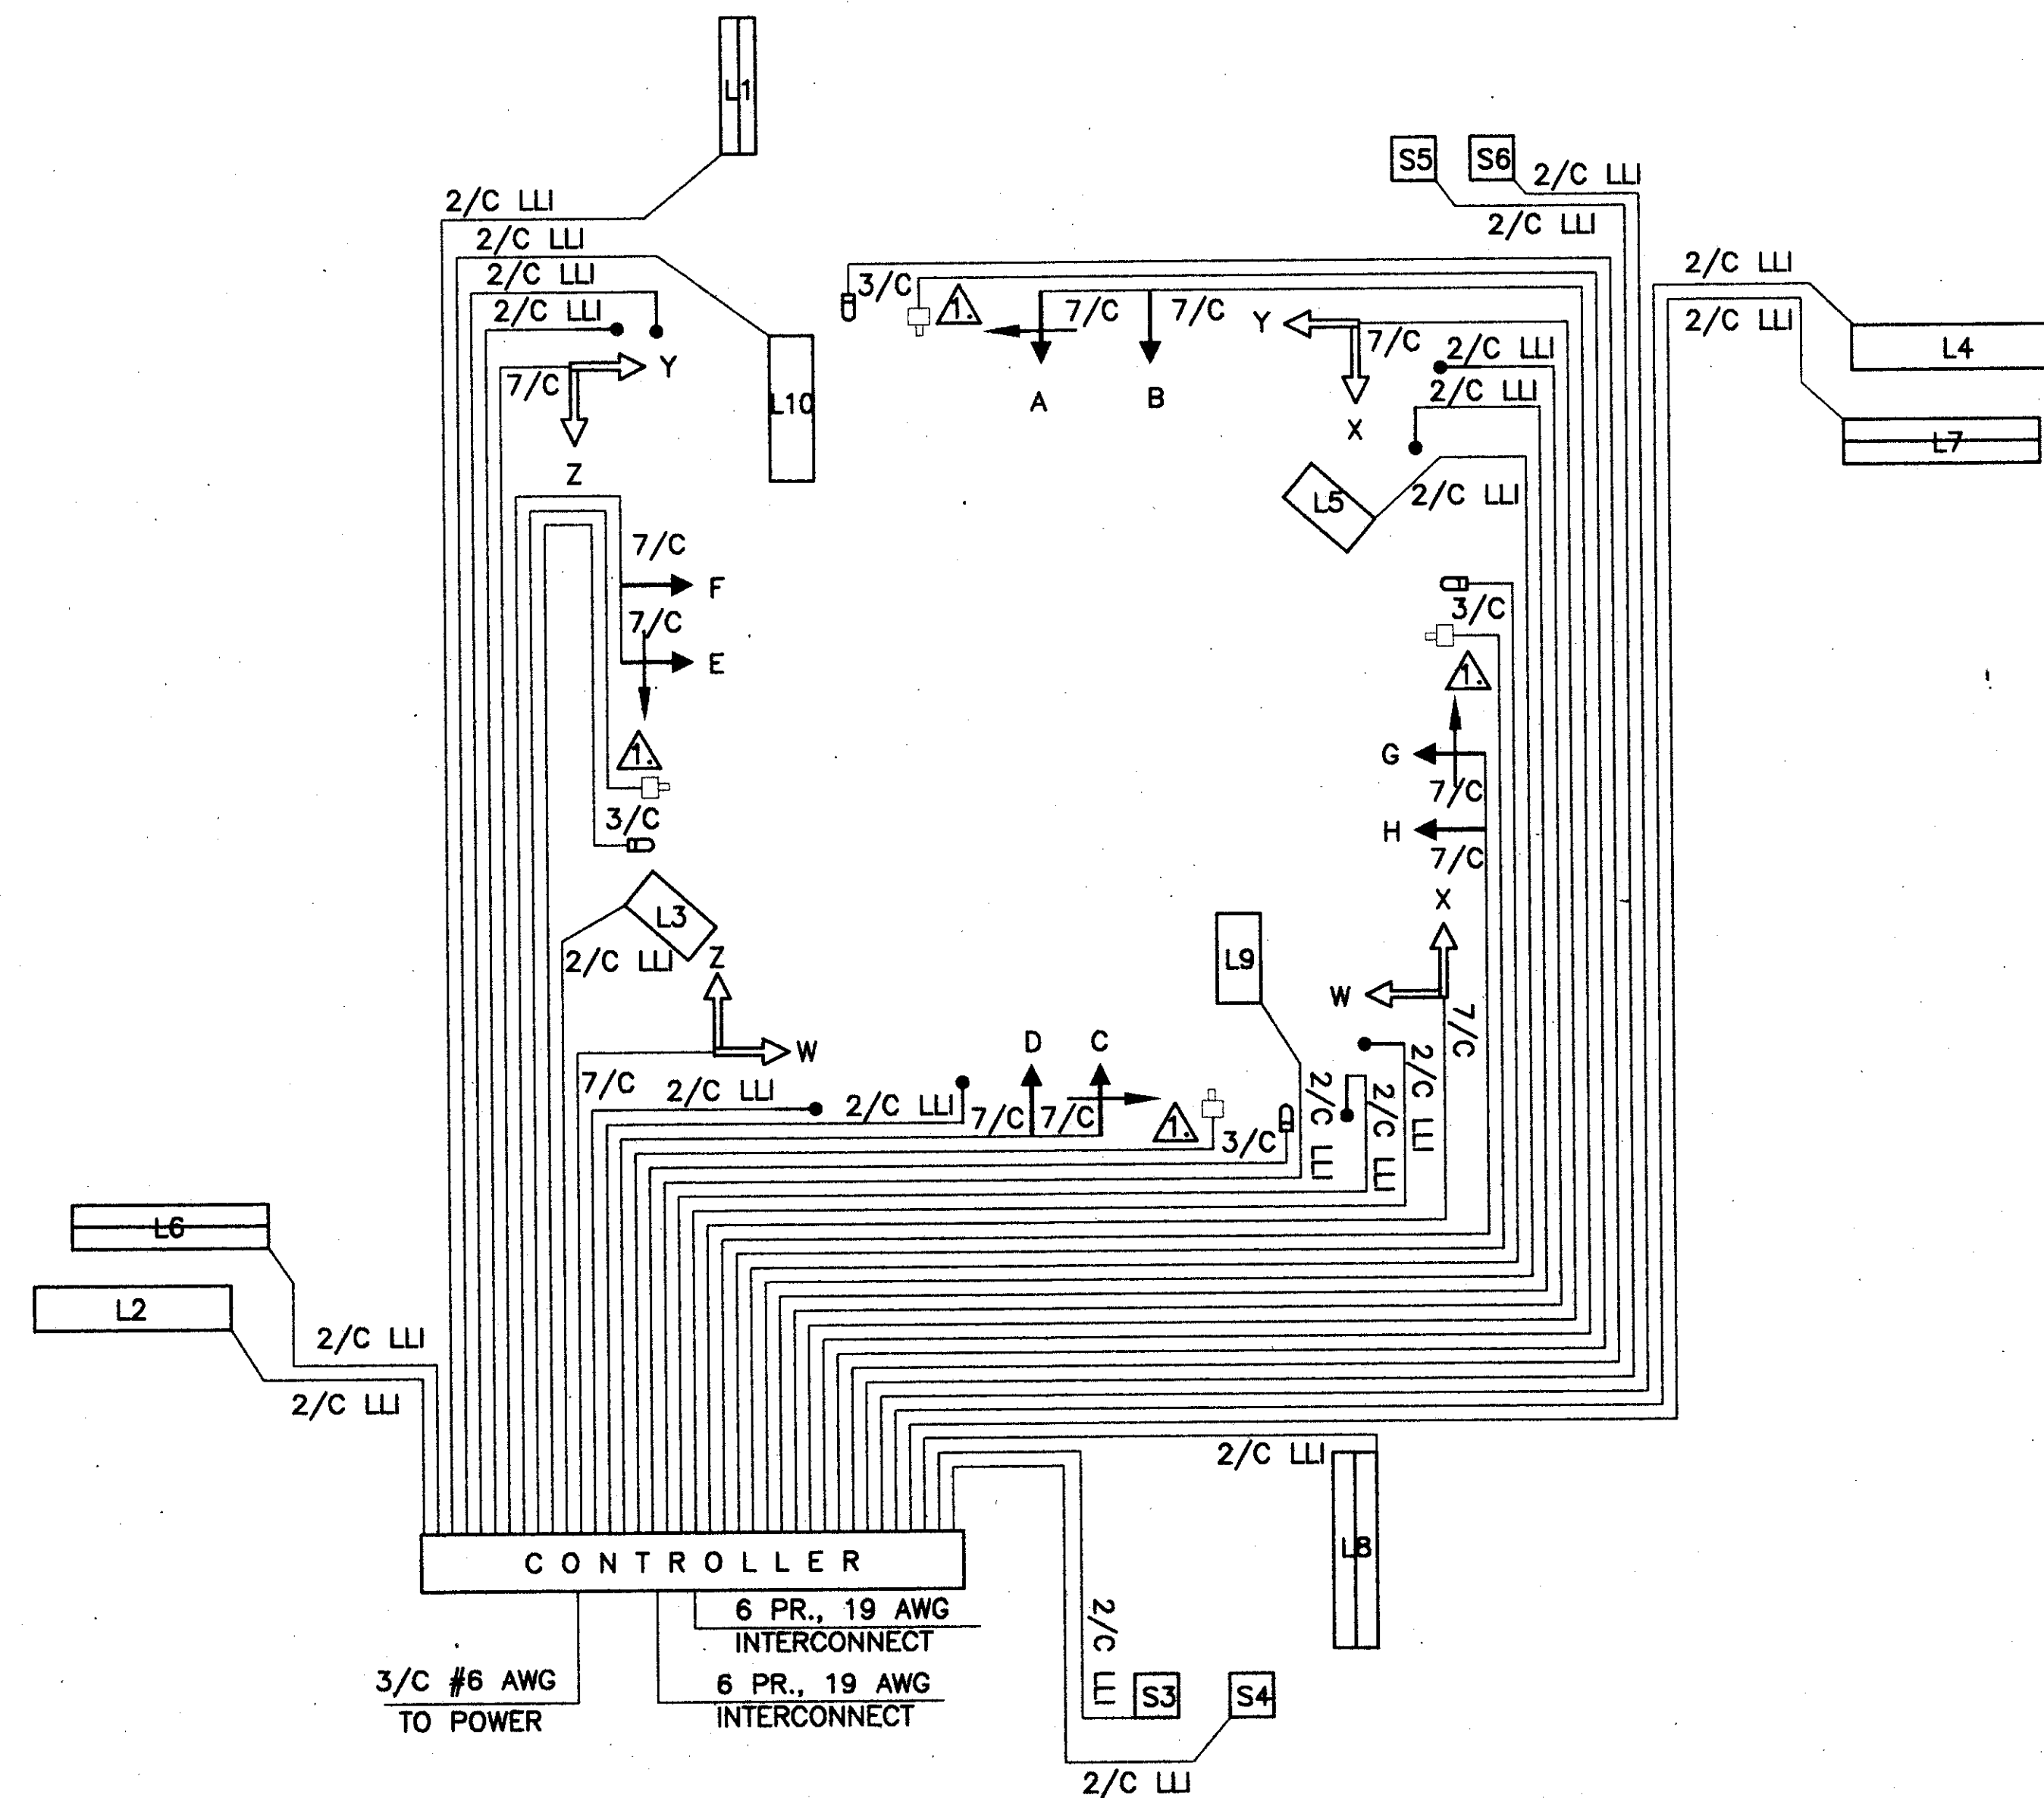 L1
S5
S6
2/C LLI
2/C LLI
2/C LLI
2/C LLI
2/C LLI
2/C LLI
2/C LLI
3/C
1.
7/C
7/C
Y
7/C
2/C LLI
2/C LLI
L4
2/C LLI
Y
7/C
L10
A
B
X
2/C LLI
L7
Z
L5
2/C LLI
7/C
F
3/C
7/C
E
1.
1.
G
7/C
3/C
H
7/C
L3
X
2/C LLI
Z
L9
W
7/C
W
D
C
7/C
2/C LLI
2/C LLI
7/C
7/C
1.
3/C
2/C LLI
2/C LLI
2/C LLI
L6
L2
2/C LLI
2/C LLI
2/C LLI
L8
CONTROLLER
6 PR., 19 AWG
INTERCONNECT
3/C #6 AWG
TO POWER
6 PR., 19 AWG
INTERCONNECT
2/C LLI
S3
S4
2/C LLI